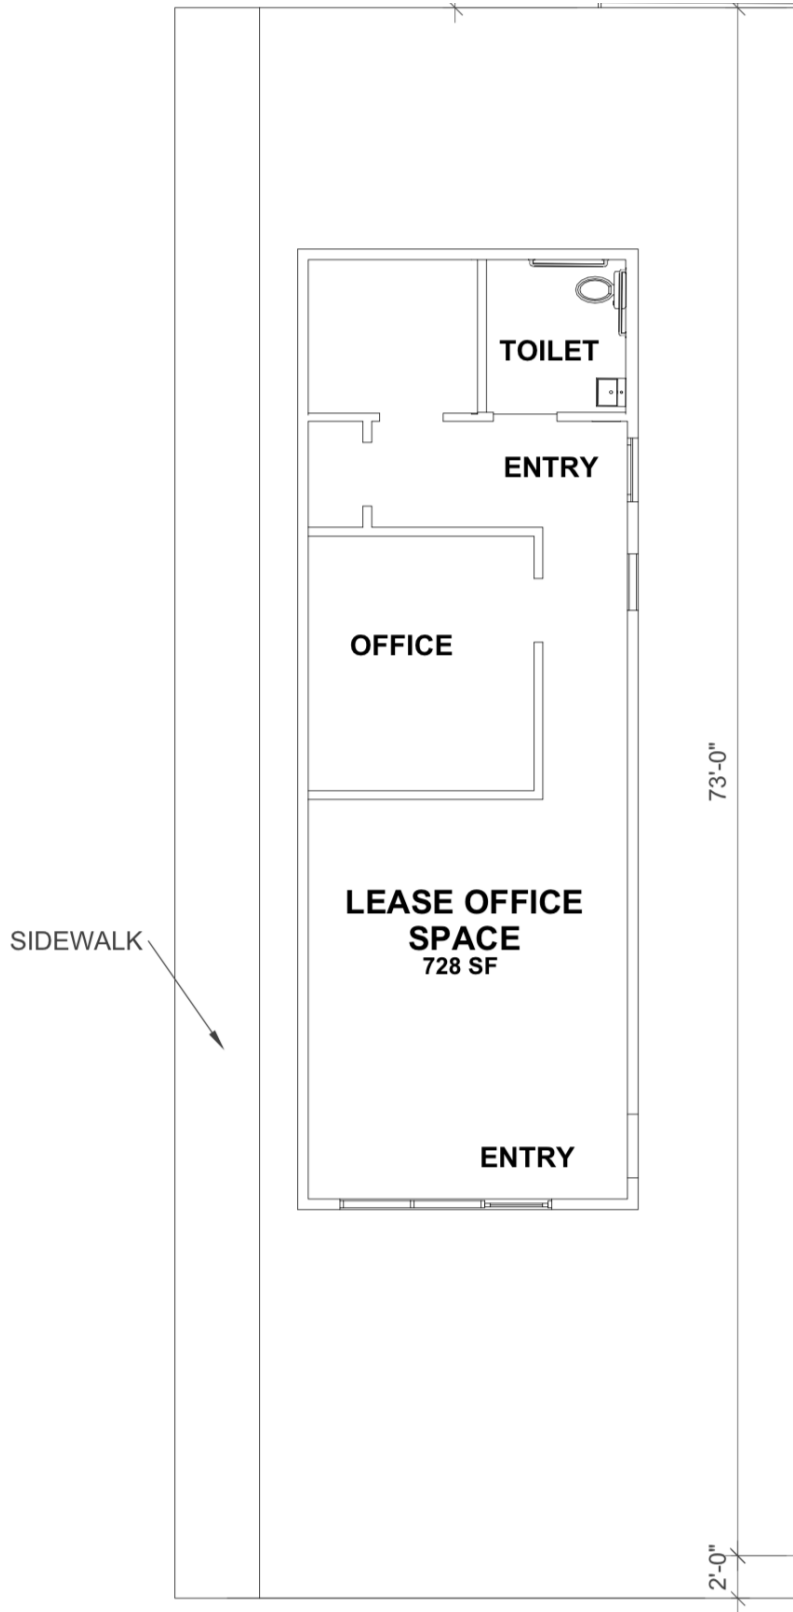 TOILET
ENTRY
OFFICE
73'-0"
LEASE OFFICE
SPACE
728 SF
SIDEWALK
ENTRY
2'-0"